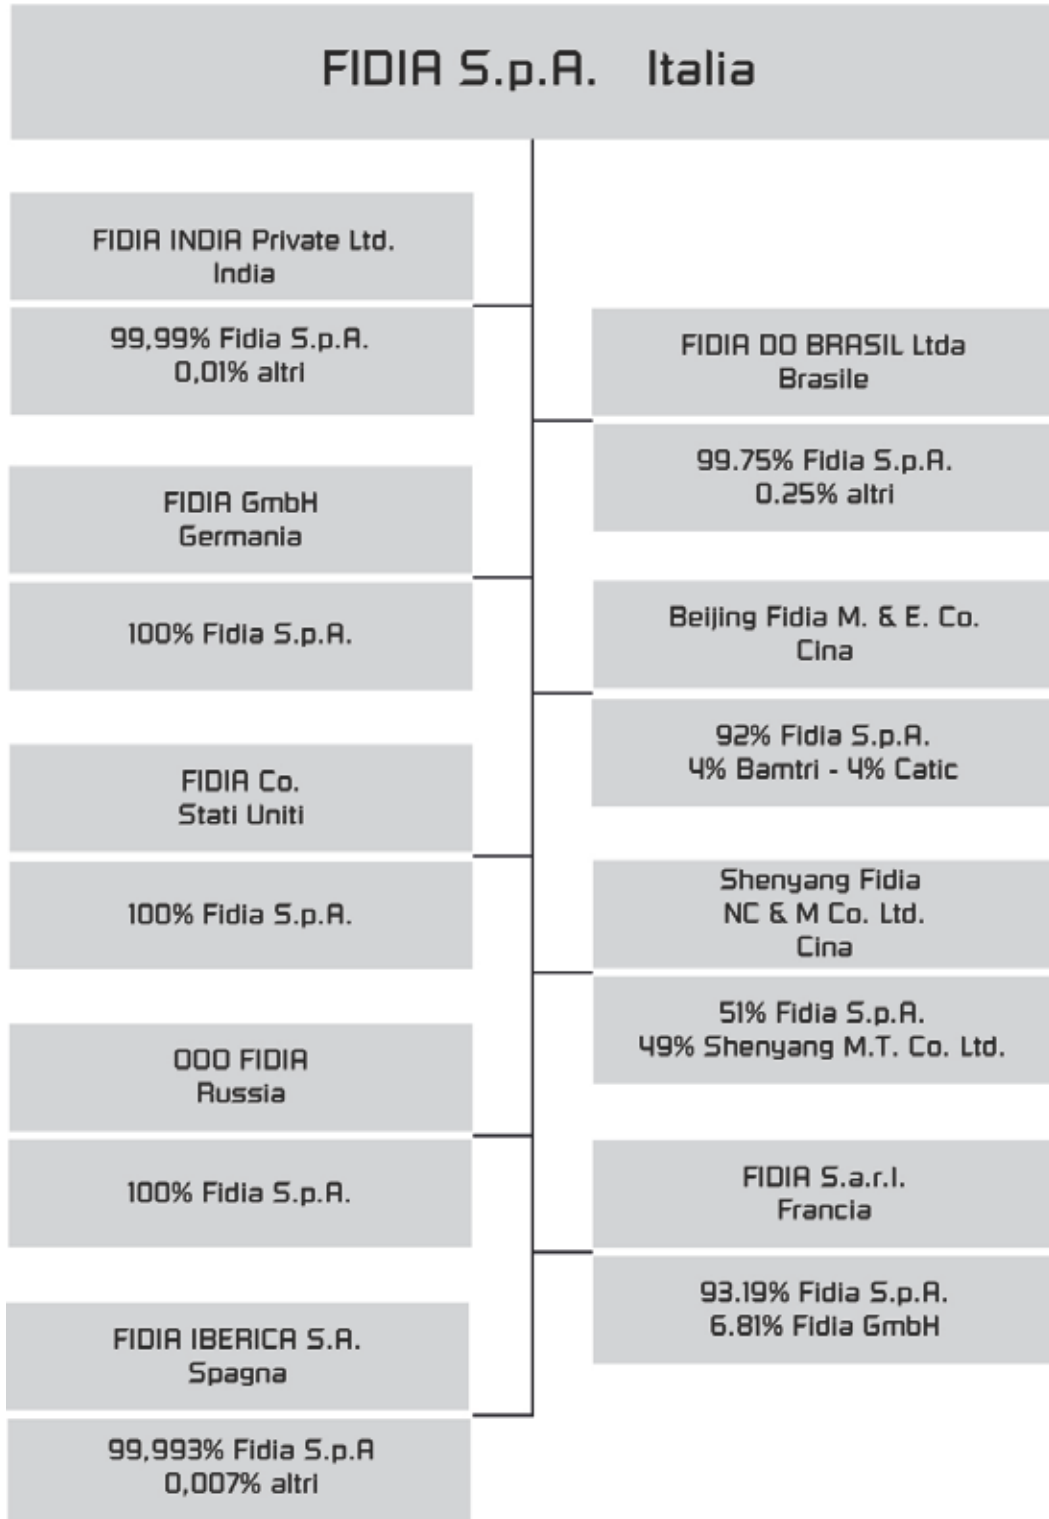 FIDIA S.p.A. Italia
FIDIA INDIA Private Ltd.
India
99,99% Fidia S.p.A.
0,01% altri
FIDIA DO BRASIL Ltda
Brasile
99.75% Fidia S.p.A.
0.25% altri
FIDIA GmbH
Germania
100% Fidia S.p.A.
Beijing Fidia M. & E. Co.
Cina
92% Fidia S.p.A.
4% Bamtri - 4% Catic
FIDIA Co.
Stati Uniti
100% Fidia S.p.A.
Shenyang Fidia
NC & M Co. Ltd.
Cina
51% Fidia S.p.A.
49% Shenyang M.T. Co. Ltd.
OOO FIDIA
Russia
100% Fidia S.p.A.
FIDIA S.a.r.l.
Francia
93.19% Fidia S.p.A.
6.81% Fidia GmbH
FIDIA IBERICA S.A.
Spagna
99,993% Fidia S.p.A
0,007% altri